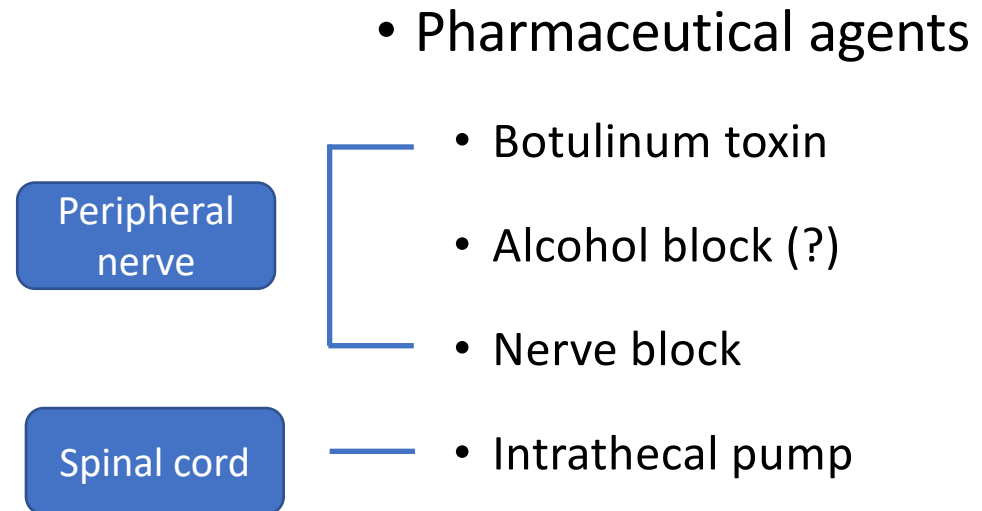 • Pharmaceutical agents
• Botulinum toxin
Peripheral
nerve
• Alcohol block (?)
• Nerve block
Spinal cord
• Intrathecal pump